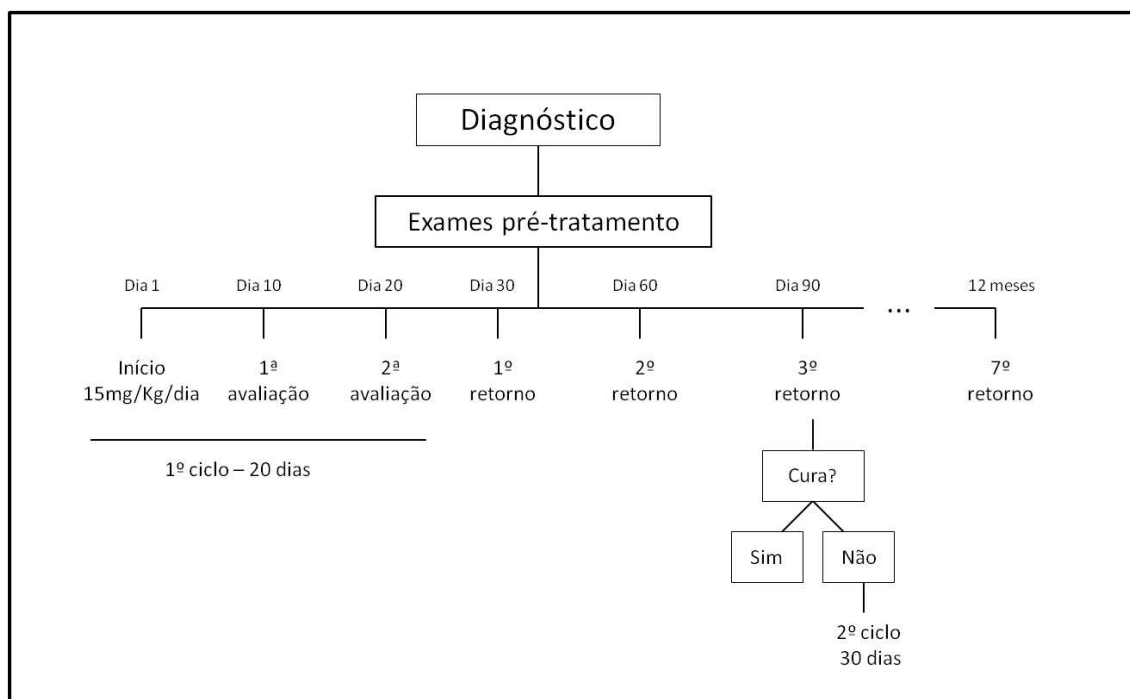 Diagnóstico
Exames pré-tratamento
Dia 1
Dia 10
Dia 20
Dia 30
Dia 60
Dia 90
...
12 meses
Início
15mg/Kg/dia
1ª
avaliação
2ª
avaliação
1º
retorno
2º
retorno
3º
retorno
7º
retorno
1º ciclo – 20 dias
Cura?
Sim
Não
2º ciclo
30 dias